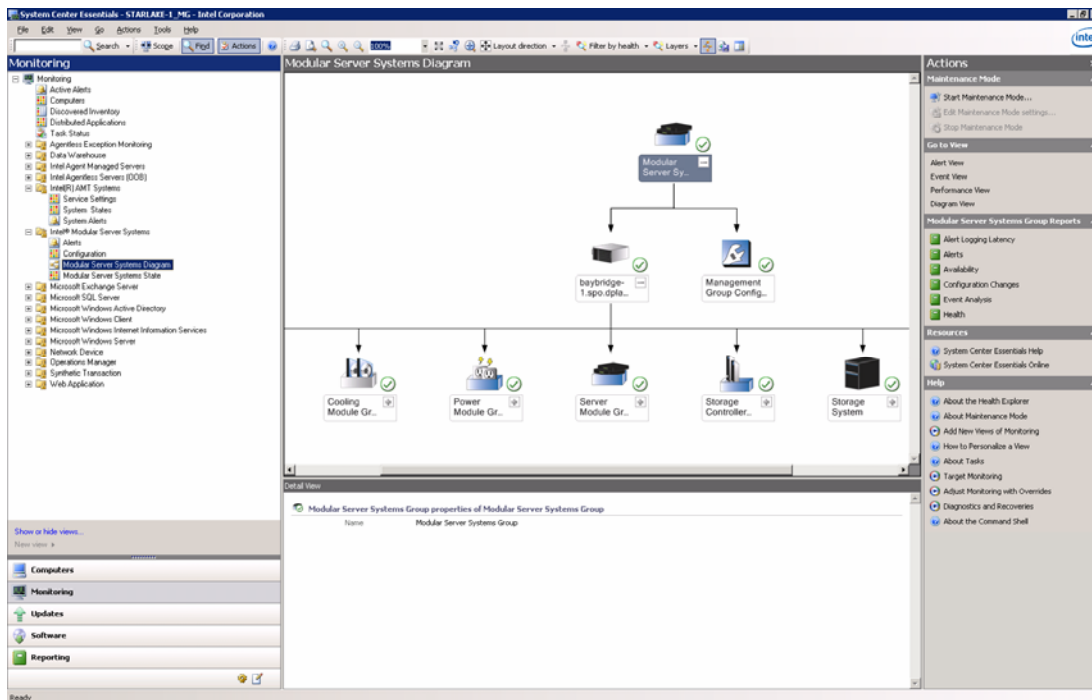 System Center Essentials - STARLAKE-1_MG - Intel Corporation
File Edit View Go Actions Tools Help
Search Scope Find Actions 100% Layout direction Filter by health Layers
Monitoring
Monitoring
Active Alerts
Computers
Discovered Inventory
Distributed Applications
Task Status
Agentless Exception Monitoring
Data Warehouse
Intel Agent Managed Servers
Intel Agentless Servers (OOB)
Intel(R) AMT Systems
Service Settings
System States
System Alerts
Intel® Modular Server Systems
Alerts
Configuration
Modular Server Systems Diagram
Modular Server Systems State
Microsoft Exchange Server
Microsoft SQL Server
Microsoft Windows Active Directory
Microsoft Windows Client
Microsoft Windows Internet Information Services
Microsoft Windows Server
Network Device
Operations Manager
Synthetic Transaction
Web Application
Show or hide views...
New view
Computers
Monitoring
Updates
Software
Reporting
Ready
Modular Server Systems Diagram
Modular
Server Sy...
baybridge-
1.spo.dpla...
Management
Group Config...
Cooling
Module Gr...
Power
Module Gr...
Server
Module Gr...
Storage
Controller...
Storage
System
Detail View
Modular Server Systems Group properties of Modular Server Systems Group
Name Modular Server Systems Group
inte
Actions
Maintenance Mode
Start Maintenance Mode...
Edit Maintenance Mode settings...
Stop Maintenance Mode
Go to View
Alert View
Event View
Performance View
Diagram View
Modular Server Systems Group Reports
Alert Logging Latency
Alerts
Availability
Configuration Changes
Event Analysis
Health
Resources
System Center Essentials Help
System Center Essentials Online
Help
About the Health Explorer
About Maintenance Mode
Add New Views of Monitoring
How to Personalize a View
About Tasks
Target Monitoring
Adjust Monitoring with Overrides
Diagnostics and Recoveries
About the Command Shell